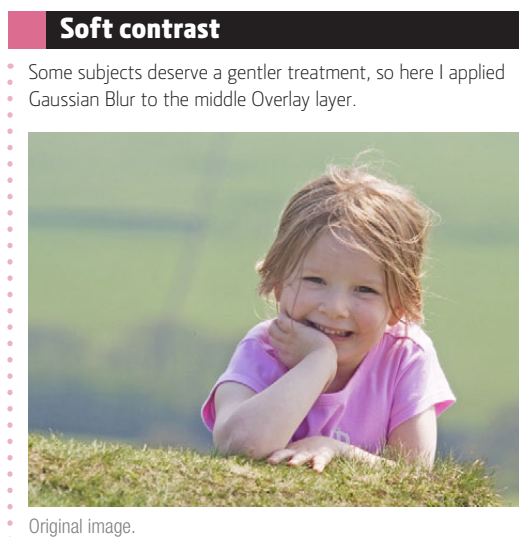 Soft contrast
Some subjects deserve a gentler treatment, so here I applied
Gaussian Blur to the middle Overlay layer.
Original image.